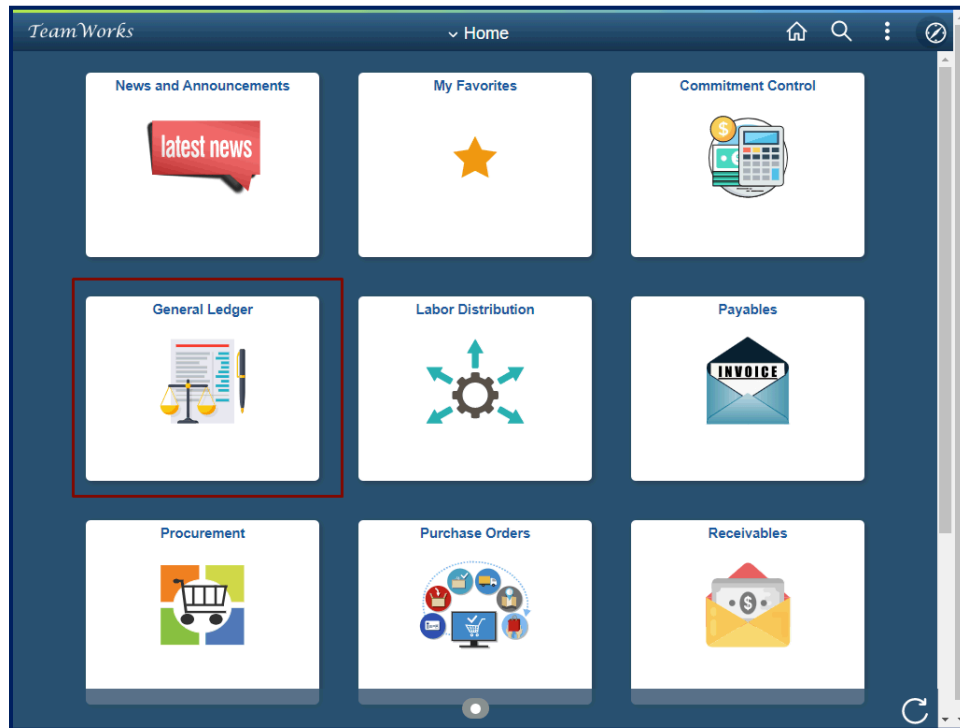 TeamWorks
Home
News and Announcements
My Favorites
Commitment Control
latest news
General Ledger
Labor Distribution
Payables
INVOICE
Procurement
Purchase Orders
Receivables